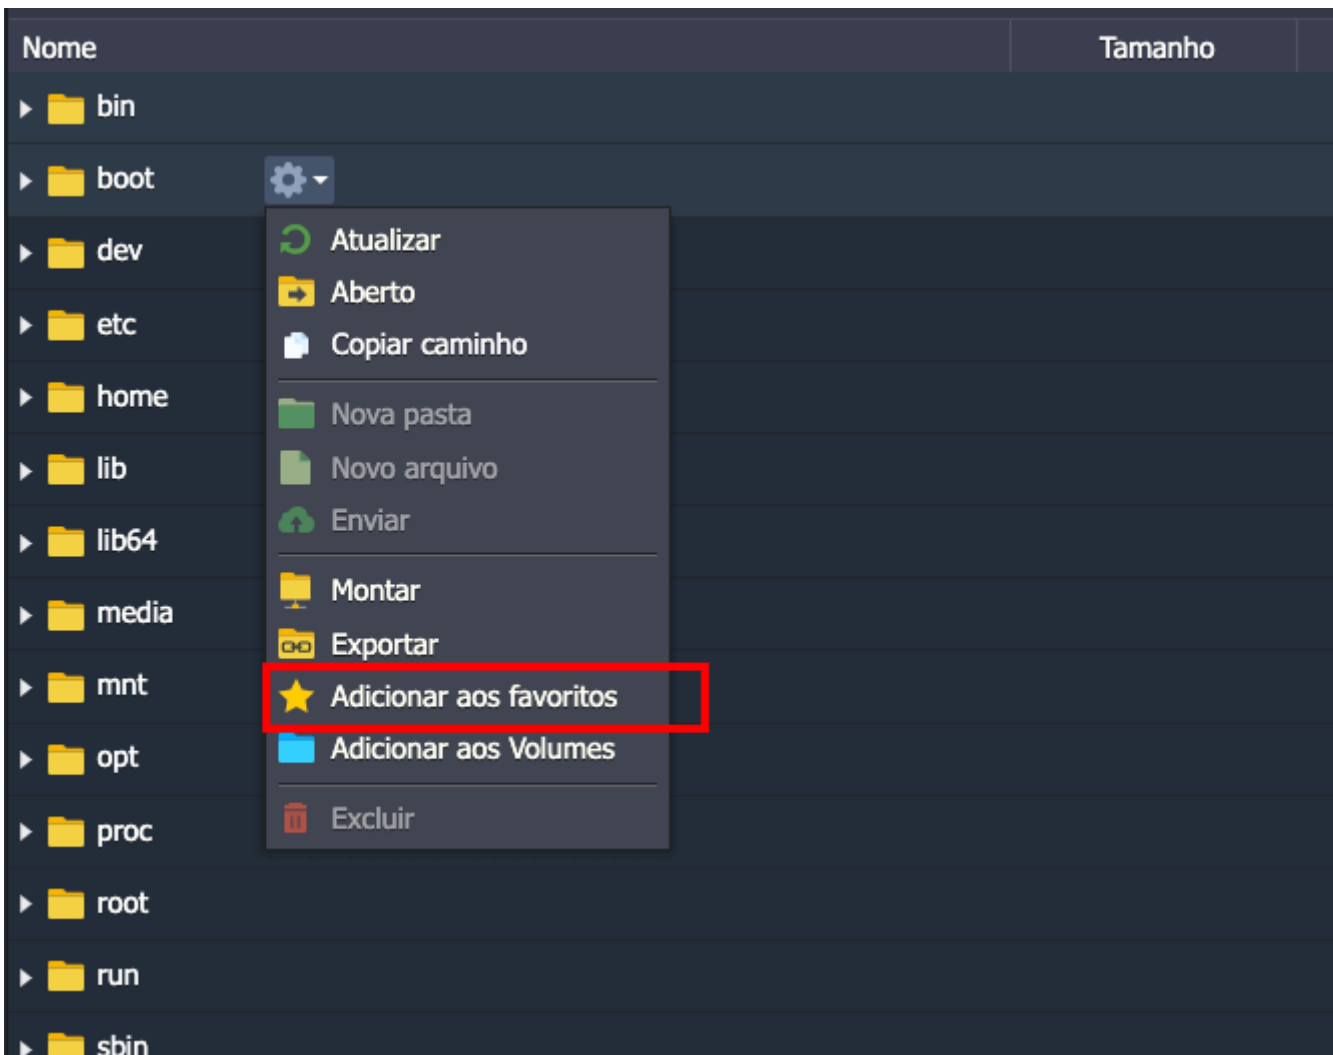 Nome Tamanho
bin
boot
dev
etc
home
lib
lib64
media
mnt
opt
proc
root
run
sbin
Atualizar
Aberto
Copiar caminho
Nova pasta
Novo arquivo
Enviar
Montar
Exportar
Adicionar aos favoritos
Adicionar aos Volumes
Excluir